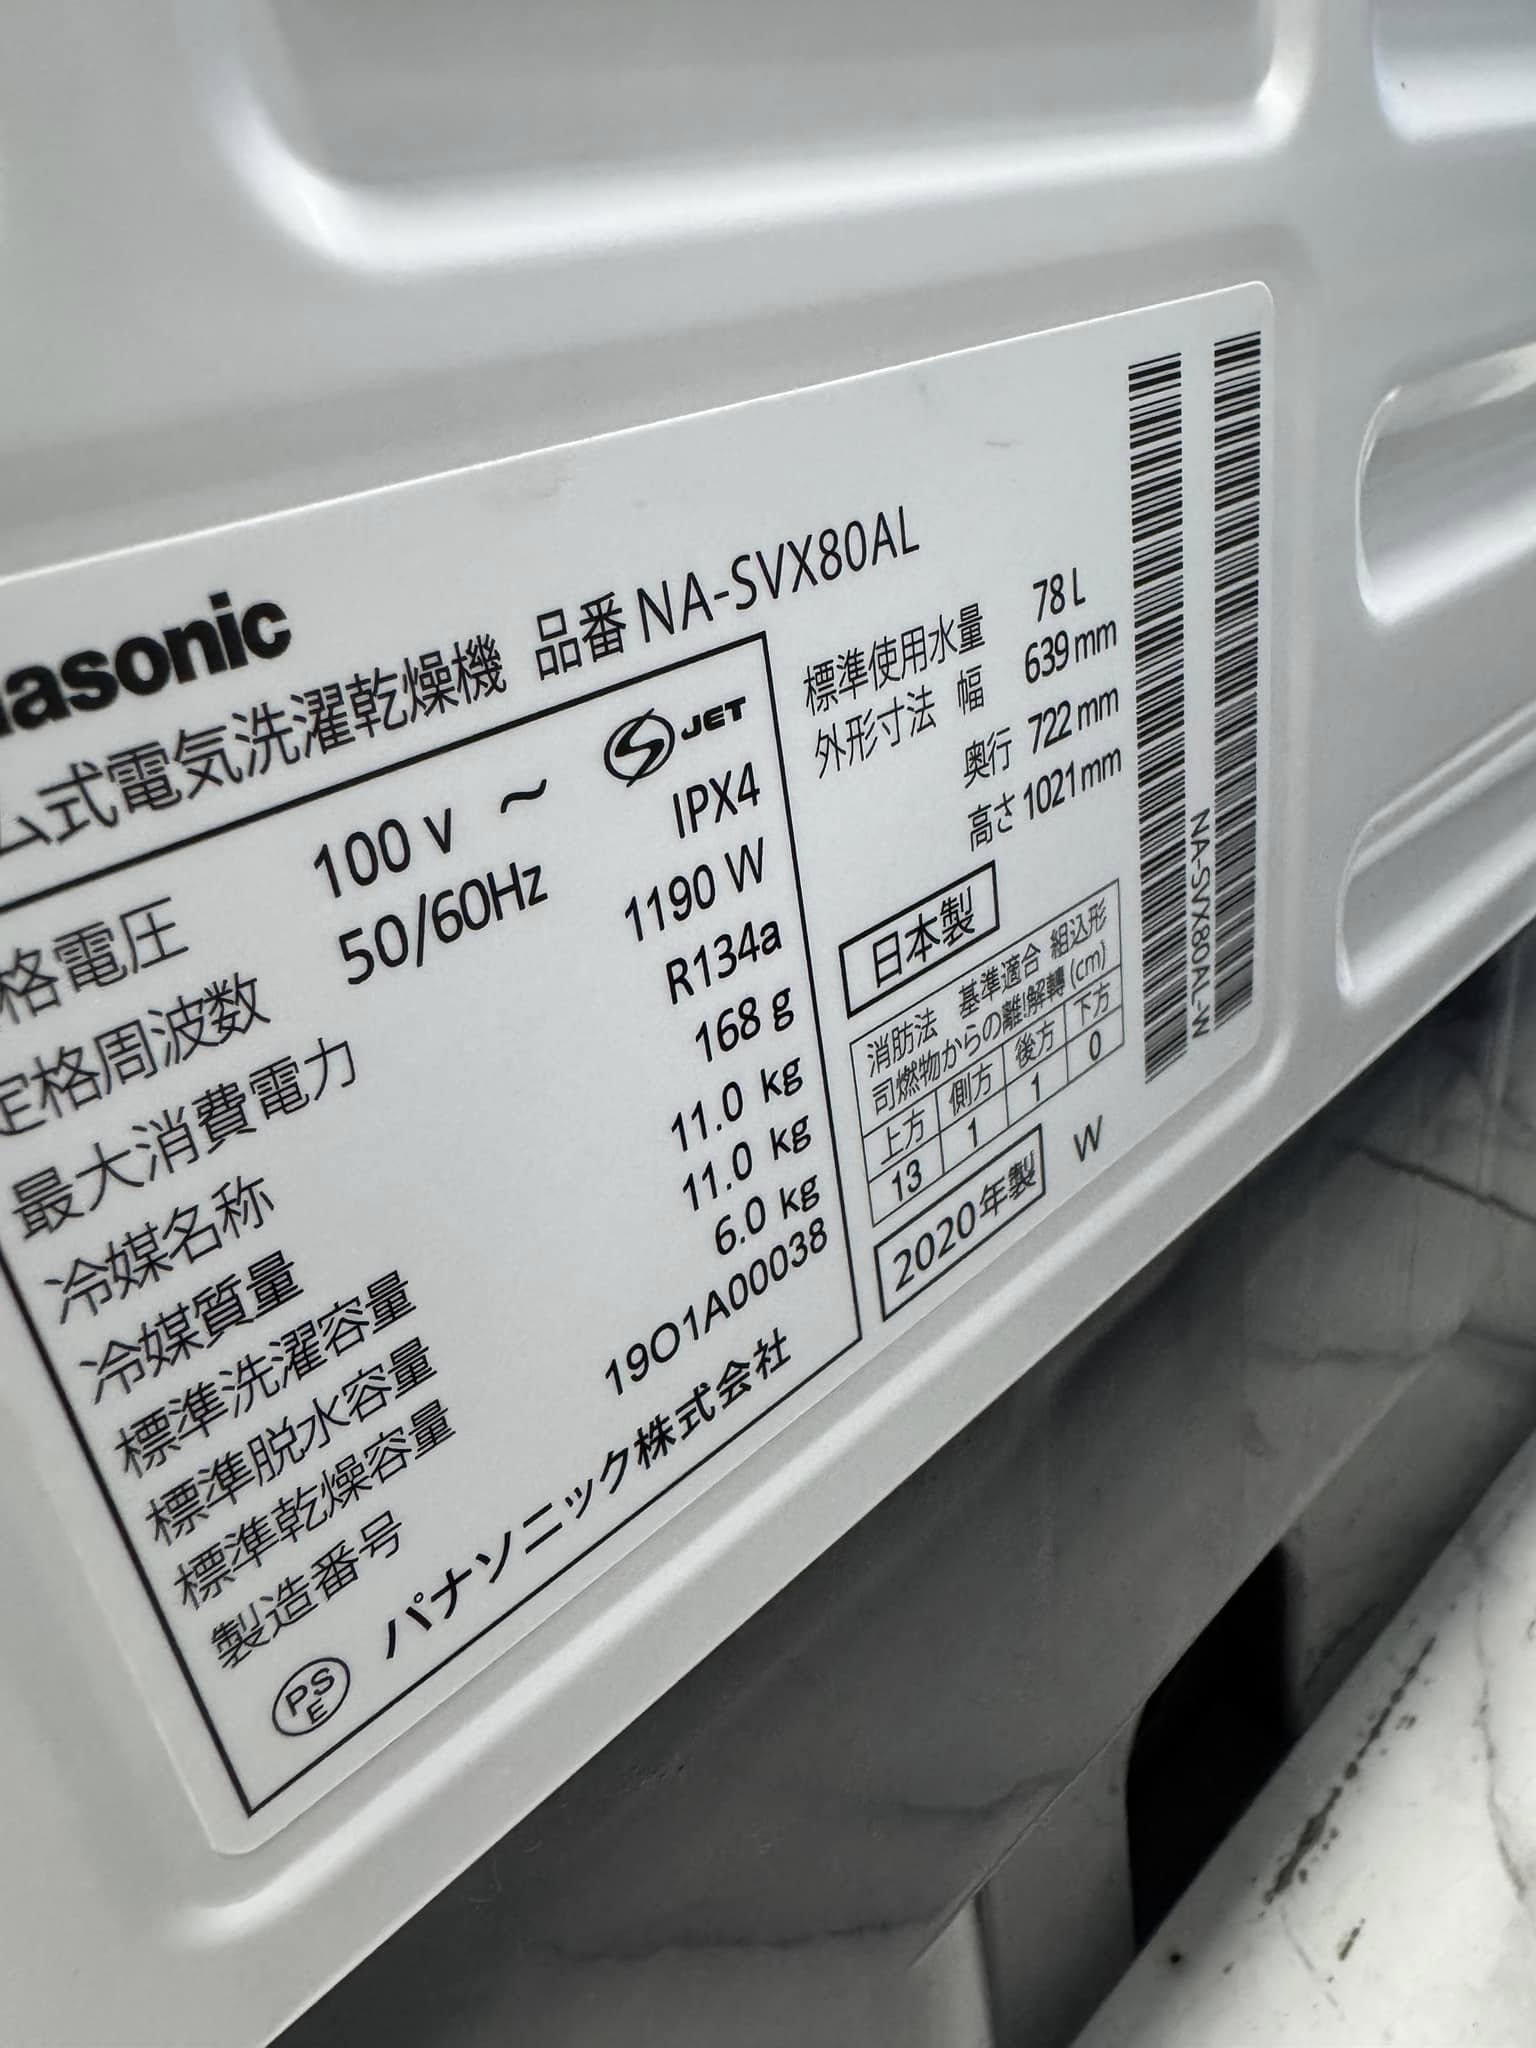 Panasonic
ム式電気洗濯乾燥機 品番 NA-SVX80AL
格電圧 100 V ~
定格周波数 50/60Hz
S JET
IPX4
最大消費電力 1190 W
冷媒名称 R134a
冷媒質量 168 g
標準洗濯容量 11.0 kg
標準脱水容量 11.0 kg
標準乾燥容量 6.0 kg
製造番号 19O1A00038
PSE パナソニック株式会社
標準使用水量 78 L
外形寸法 幅 639 mm
奥行 722 mm
高さ 1021 mm
日本製
消防法 基準適合 組込形
司燃物からの離!解轉 (cm)
上方 側方 後方 下方
13 1 1 0
2020年製 W
NA-SVX80AL-W